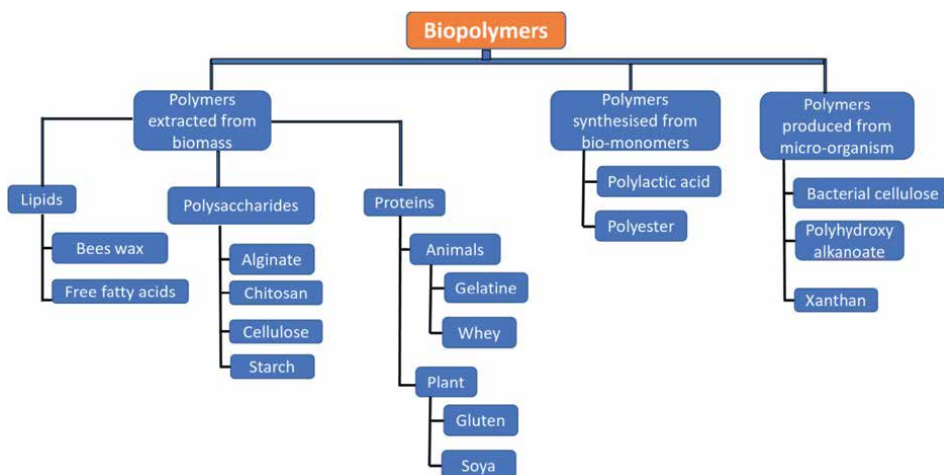 Biopolymers
Polymers
extracted from
biomass
Polymers
synthesised from
bio-monomers
Polymers
produced from
micro-organism
Lipids
Bees wax
Free fatty acids
Polysaccharides
Alginate
Chitosan
Cellulose
Starch
Proteins
Animals
Gelatine
Whey
Plant
Gluten
Soya
Polylactic acid
Polyester
Bacterial cellulose
Polyhydroxy
alkanoate
Xanthan